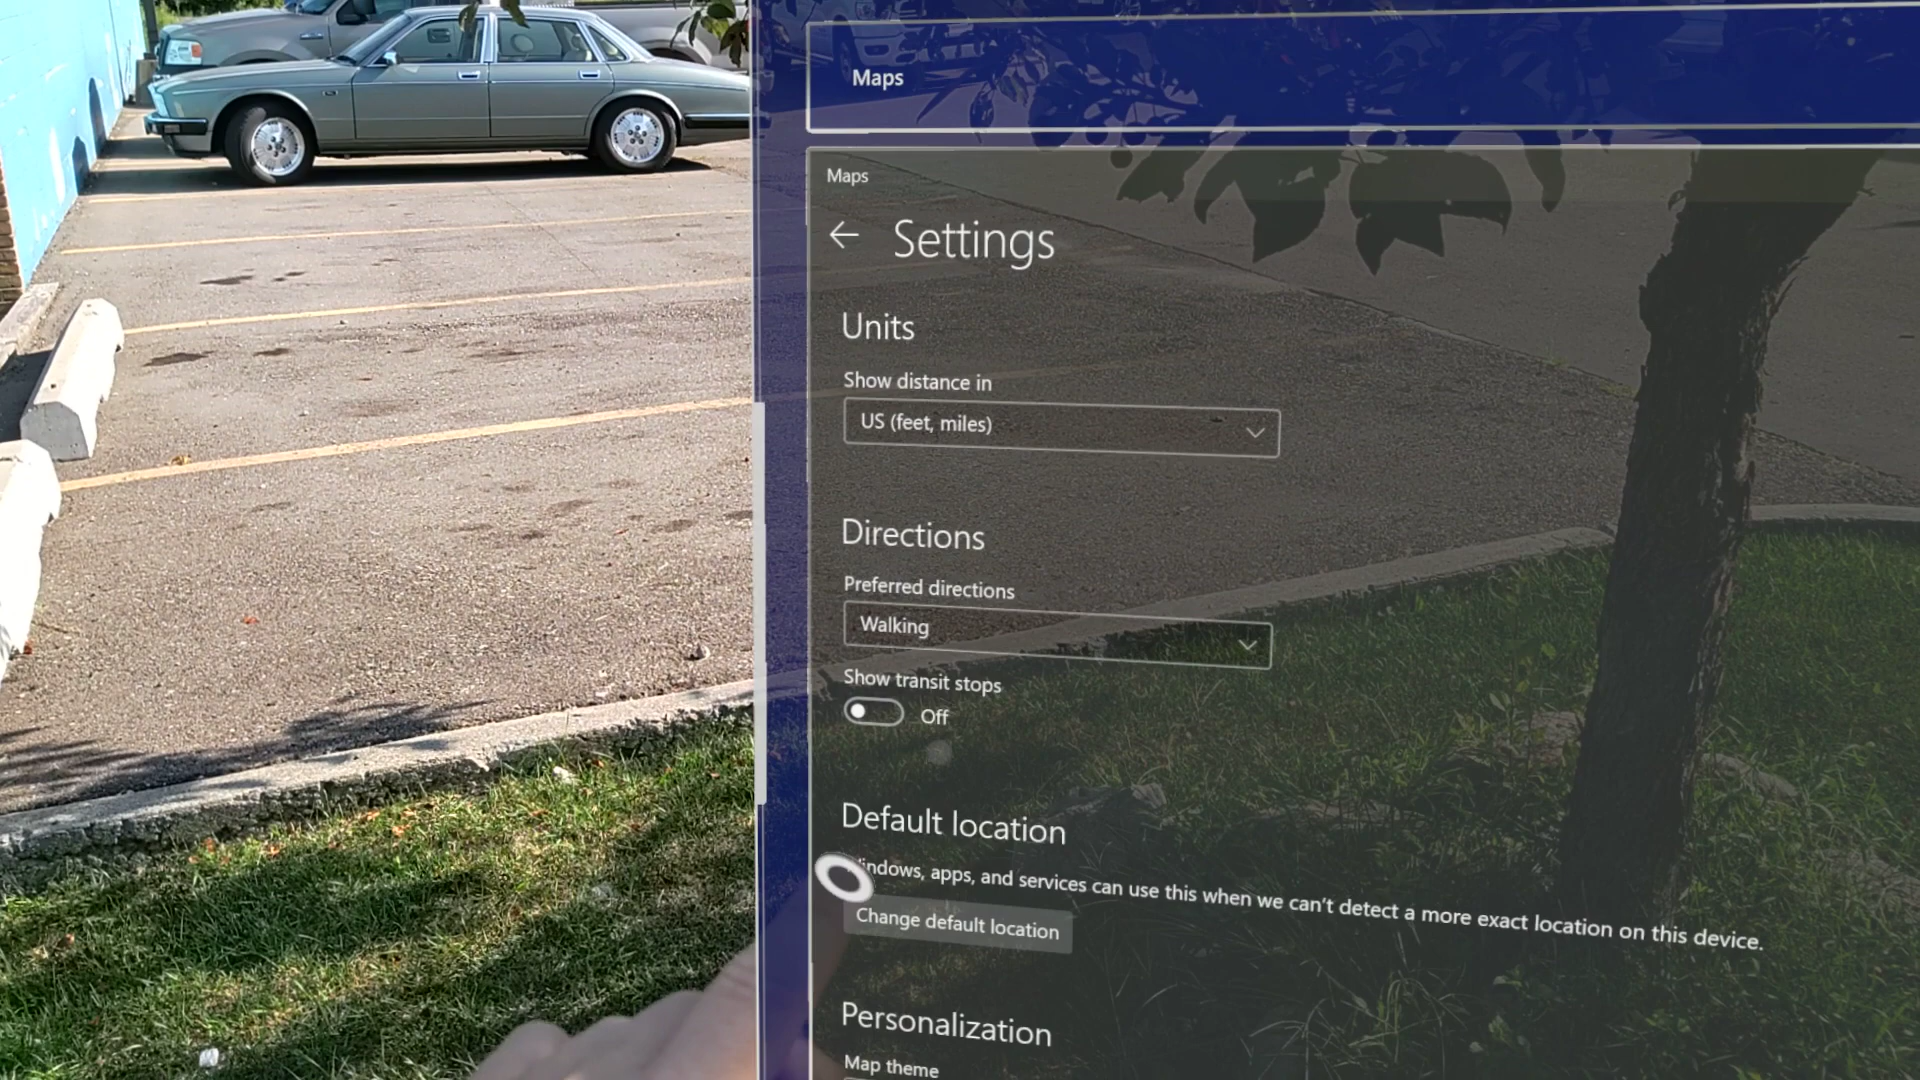 Maps
Maps
Settings
Units
Show distance in
US (feet, miles)
Directions
Preferred directions
Walking
Show transit stops
Off
Default location
apps, and services can use this when we can't detect a more exact location on this device.
Change default location
Personalization
Map theme